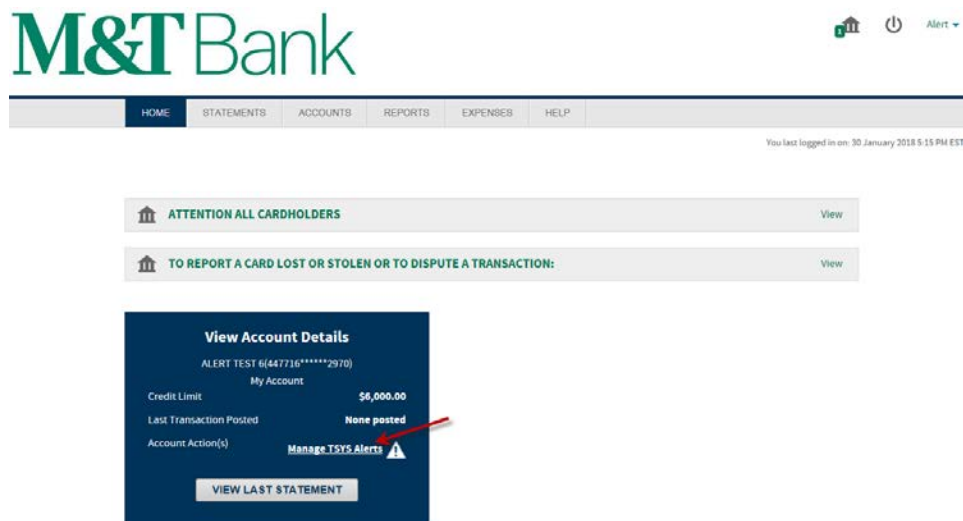 M&T Bank
1
Alert
HOME STATEMENTS ACCOUNTS REPORTS EXPENSES HELP
You last logged in on: 30 January 2018 5:15 PM EST
ATTENTION ALL CARDHOLDERS View
TO REPORT A CARD LOST OR STOLEN OR TO DISPUTE A TRANSACTION: View
View Account Details
ALERT TEST 6(447716******2970)
My Account
Credit Limit $6,000.00
Last Transaction Posted None posted
Account Action(s) Manage TSYS Alerts
VIEW LAST STATEMENT